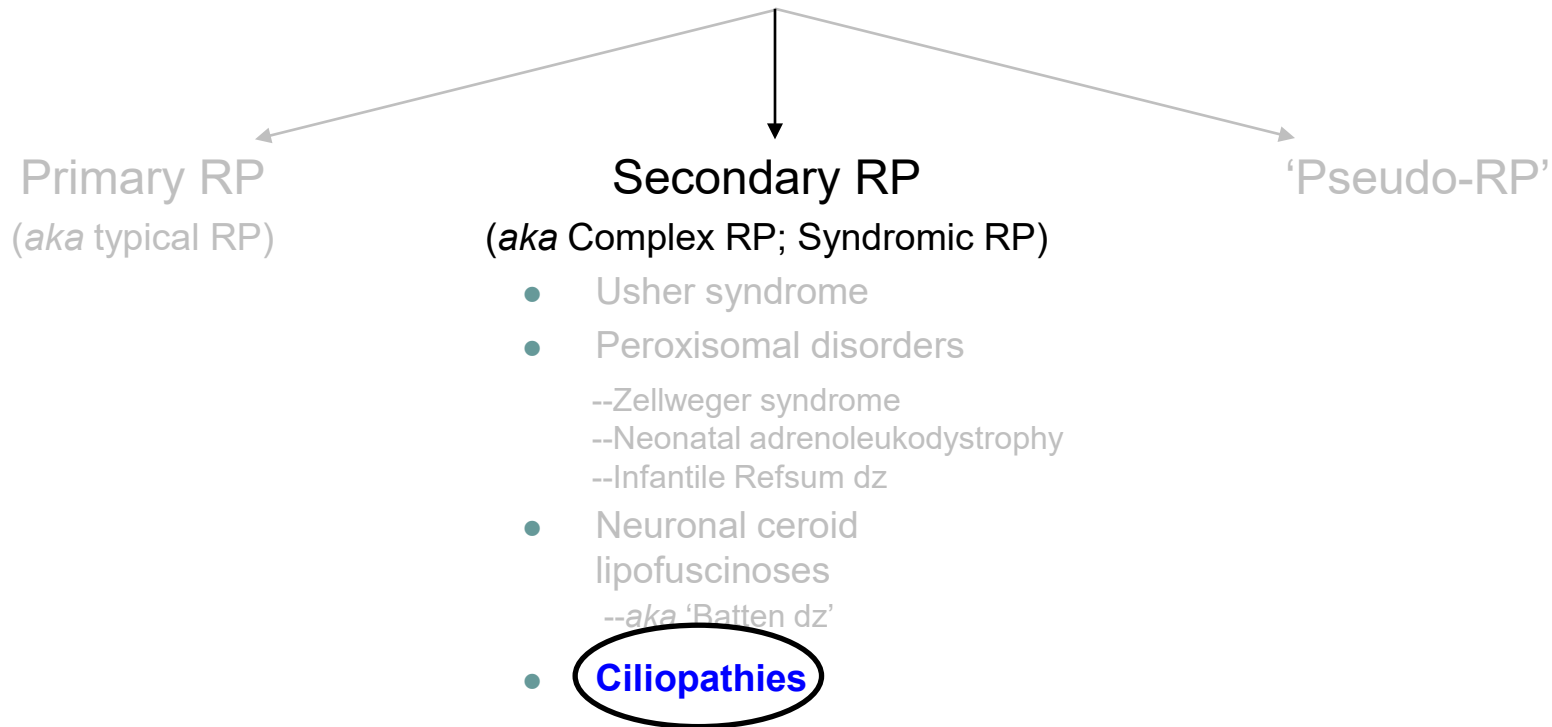 Primary RP
(aka typical RP)
Secondary RP
(aka Complex RP; Syndromic RP)
● Usher syndrome
● Peroxisomal disorders
--Zellweger syndrome
--Neonatal adrenoleukodystrophy
--Infantile Refsum dz
● Neuronal ceroid
lipofuscinoses
--aka ‘Batten dz’
● Ciliopathies
‘Pseudo-RP’